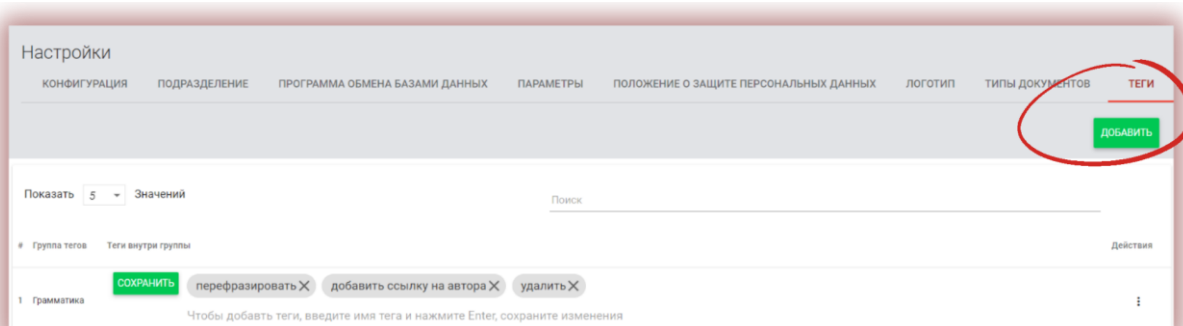 Настройки
КОНФИГУРАЦИЯ ПОДРАЗДЕЛЕНИЕ ПРОГРАММА ОБМЕНА БАЗАМИ ДАННЫХ ПАРАМЕТРЫ ПОЛОЖЕНИЕ О ЗАЩИТЕ ПЕРСОНАЛЬНЫХ ДАННЫХ ЛОГОТИП ТИПЫ ДОКУМЕНТОВ ТЕГИ
ДОБАВИТЬ
Показать 5 Значений
Поиск
# Группа тегов Теги внутри группы Действия
СОХРАНИТЬ перефразировать добавить ссылку на автора удалить
1 Грамматика
Чтобы добавть теги, введите имя тега и нажмите Enter, сохраните изменения